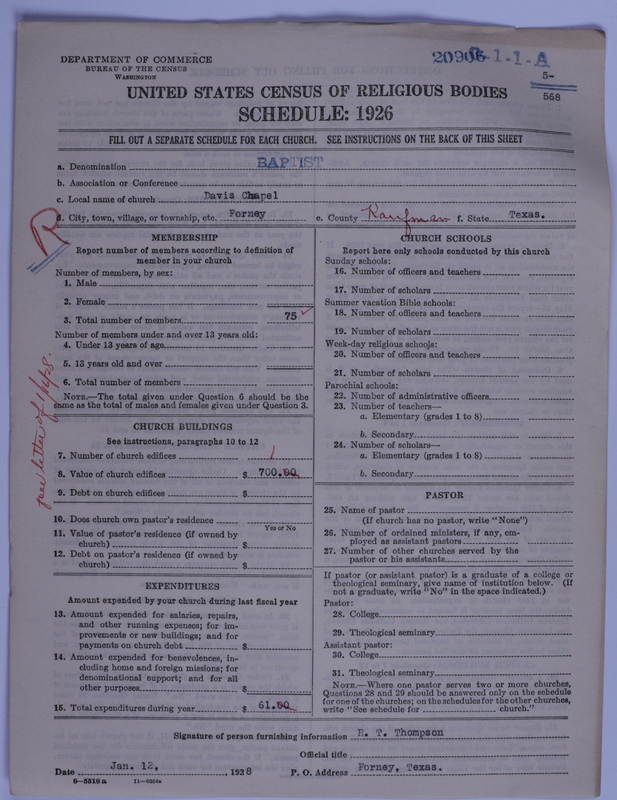 DEPARTMENT OF COMMERCE
BUREAU OF THE CENSUS
WASHINGTON
1-1-A
5-
568
UNITED STATES CENSUS OF RELIGIOUS BODIES
SCHEDULE: 1926
FILL OUT A SEPARATE SCHEDULE FOR EACH CHURCH. SEE INSTRUCTIONS ON THE BACK OF THIS SHEET
a. Denomination BAPTIST
b. Association or Conference
c. Local name of church Davis Chapel
d. City, town, village, or township, etc. Forney e. County Kaufman f. State Texas.
R
per letter of 1/4/28.
MEMBERSHIP
Report number of members according to definition of
member in your church
Number of members, by sex:
1. Male
2. Female
3. Total number of members 75
Number of members under and over 13 years old:
4. Under 13 years of age
5. 13 years old and over
6. Total number of members
NOTE.—The total given under Question 6 should be the
same as the total of males and females given under Question 3.
CHURCH BUILDINGS
See instructions, paragraphs 10 to 12
7. Number of church edifices 1
8. Value of church edifices $ 700.00
9. Debt on church edifices
10. Does church own pastor's residence
Yes or No
11. Value of pastor's residence (if owned by
church) $
12. Debt on pastor's residence (if owned by
church) $
EXPENDITURES
Amount expended by your church during last fiscal year
13. Amount expended for salaries, repairs,
and other running expenses; for im-
provements or new buildings; and for
payments on church debt $
14. Amount expended for benevolences, in-
cluding home and foreign missions; for
denominational support; and for all
other purposes $
15. Total expenditures during year $ 61.00
CHURCH SCHOOLS
Report here only schools conducted by this church
Sunday schools:
16. Number of officers and teachers
17. Number of scholars
Summer vacation Bible schools:
18. Number of officers and teachers
19. Number of scholars
Week-day religious schools:
20. Number of officers and teachers
21. Number of scholars
Parochial schools:
22. Number of administrative officers
23. Number of teachers—
a. Elementary (grades 1 to 8)
b. Secondary
24. Number of scholars—
a. Elementary (grades 1 to 8)
b. Secondary
PASTOR
25. Name of pastor
(If church has no pastor, write "None")
26. Number of ordained ministers, if any, em-
ployed as assistant pastors
27. Number of other churches served by the
pastor or his assistants
If pastor (or assistant pastor) is a graduate of a college or
theological seminary, give name of institution below. (If
not a graduate, write "No" in the space indicated.)
Pastor:
28. College
29. Theological seminary
Assistant pastor:
30. College
31. Theological seminary
NOTE.—Where one pastor serves two or more churches,
Questions 28 and 29 should be answered only on the schedule
for one of the churches; on the schedules for the other churches,
write "See schedule for church."
Signature of person furnishing information R. T. Thompson
Official title
Date Jan. 12, , 1928 P. O. Address Forney, Texas.
8-5518 a